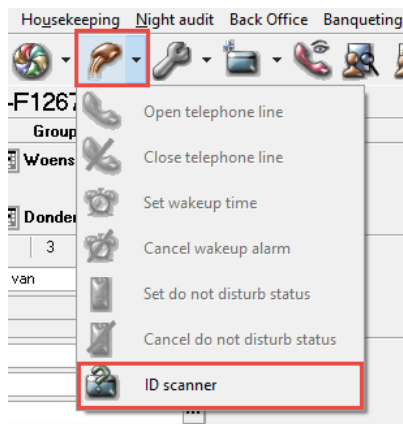 Housekeeping Night audit Back Office Banqueting
-F1267
Open telephone line
Group
Woens
Close telephone line
Set wakeup time
Donder
3
Cancel wakeup alarm
van
Set do not disturb status
Cancel do not disturb status
ID scanner
...